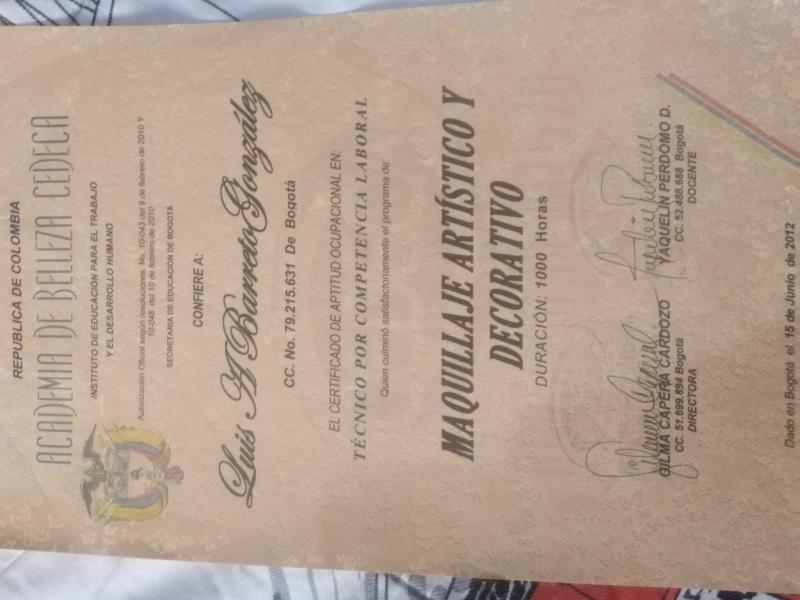 REPUBLICA DE COLOMBIA
ACADEMIA DE BELLEZA CEDECA
INSTITUTO DE EDUCACIÓN PARA EL TRABAJO
Y EL DESARROLLO HUMANO
Autorización Oficial según resoluciones: No. 10-043 del 9 de febrero de 2010 Y
10-048 del 10 de febrero de 2010
SECRETARIA DE EDUCACIÓN DE BOGOTÁ
CONFIERE A:
Luis A Barreto González
CC. No. 79.215.631 De Bogotá
EL CERTIFICADO DE APTITUD OCUPACIONAL EN:
TÉCNICO POR COMPETENCIA LABORAL
Quien culminó satisfactoriamente el programa de:
MAQUILLAJE ARTÍSTICO Y
DECORATIVO
DURACIÓN: 1000 Horas
GILMA CAPERA CARDOZO
CC. 51.699.894 Bogotá
DIRECTORA
YAQUELIN PERDOMO D.
CC. 52.488.588 Bogotá
DOCENTE
Dado en Bogotá el 15 de Junio de 2012